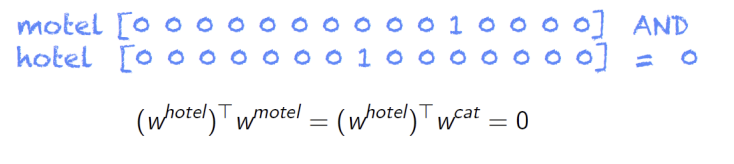 motel [0 0 0 0 0 0 0 0 0 0 1 0 0 0 0] AND
hotel [0 0 0 0 0 0 0 1 0 0 0 0 0 0 0] = 0
(w^hotel)^⊤ w^motel = (w^hotel)^⊤ w^cat = 0